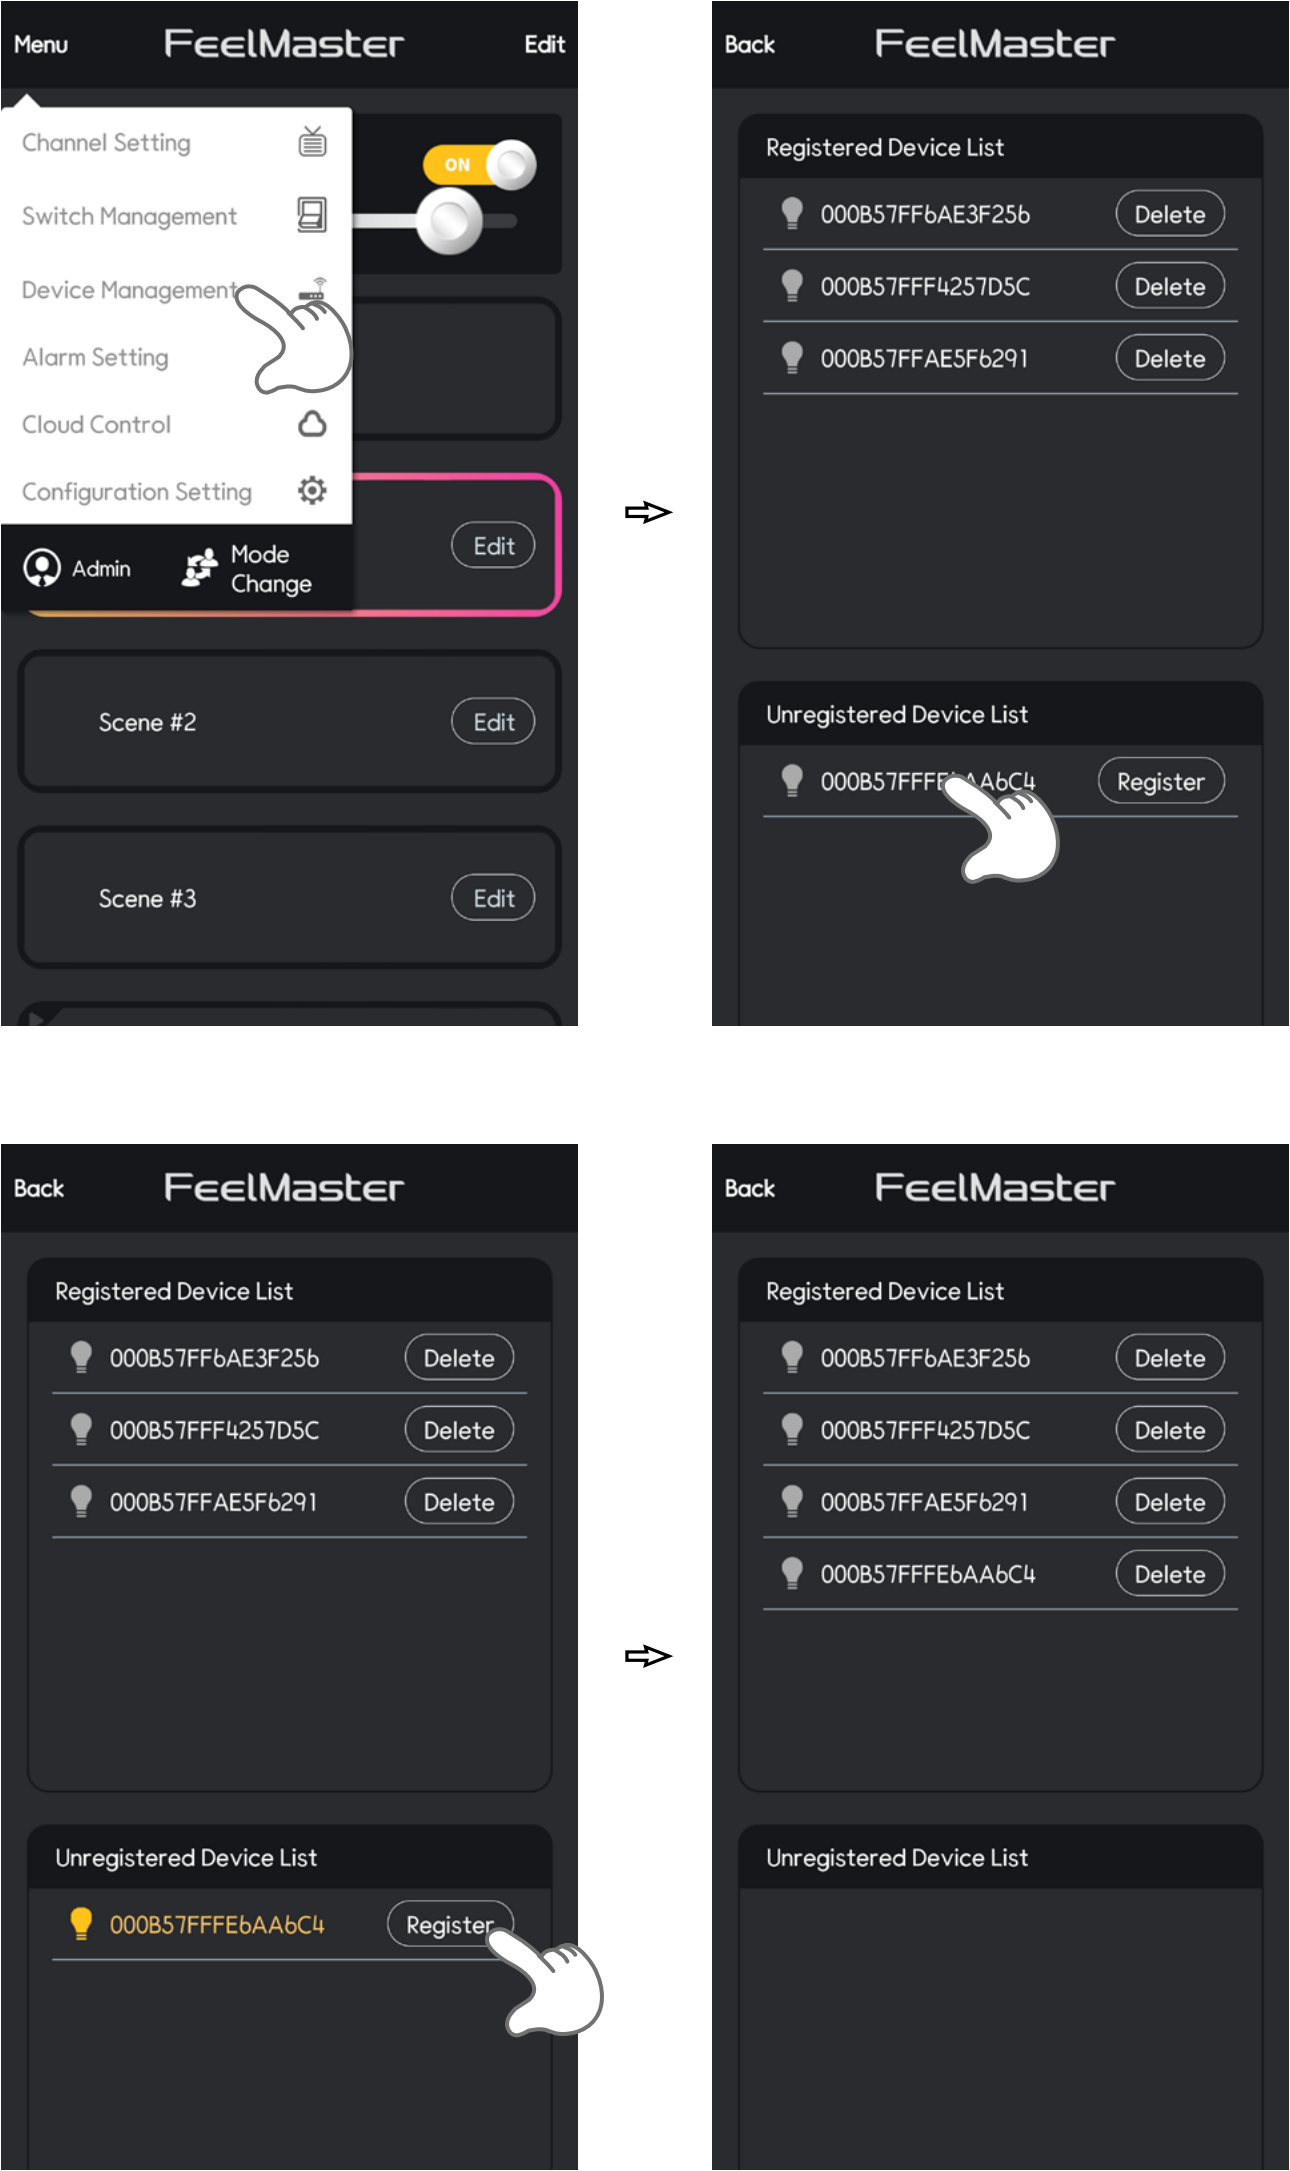 Menu FeelMaster Edit
Channel Setting
ON
Switch Management
Device Management
Alarm Setting
Cloud Control
Configuration Setting
Edit
Admin Mode Change
Scene #2 Edit
Scene #3 Edit
Back FeelMaster
Registered Device List
000B57FF6AE3F256 Delete
000B57FFF4257D5C Delete
000B57FFAE5F6291 Delete
Unregistered Device List
Register
Back FeelMaster
Registered Device List
000B57FF6AE3F256 Delete
000B57FFF4257D5C Delete
000B57FFAE5F6291 Delete
Unregistered Device List
000B57FFFE6AA6C4 Register
Back FeelMaster
Registered Device List
000B57FF6AE3F256 Delete
000B57FFF4257D5C Delete
000B57FFAE5F6291 Delete
000B57FFFE6AA6C4 Delete
Unregistered Device List